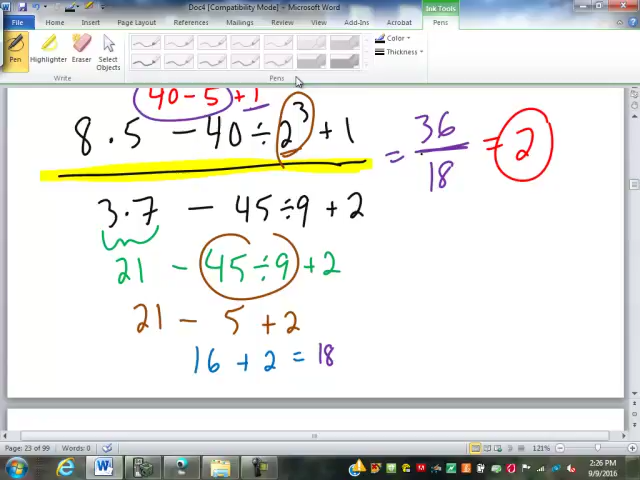 Doc4 [Compatibility Mode] - Microsoft Word
Ink Tools
File Home Insert Page Layout References Mailings Review View Add-Ins Acrobat Pens
Pen Highlighter Eraser Select Objects
Color
Thickness
Write
Pens
40 - 5 + 1
8 . 5 - 40 ÷ 2³ + 1
= 36/18 = 2
3 . 7 - 45 ÷ 9 + 2
21 - 45 ÷ 9 + 2
21 - 5 + 2
16 + 2 = 18
Page: 23 of 99 Words: 0 121%
2:26 PM
9/9/2016